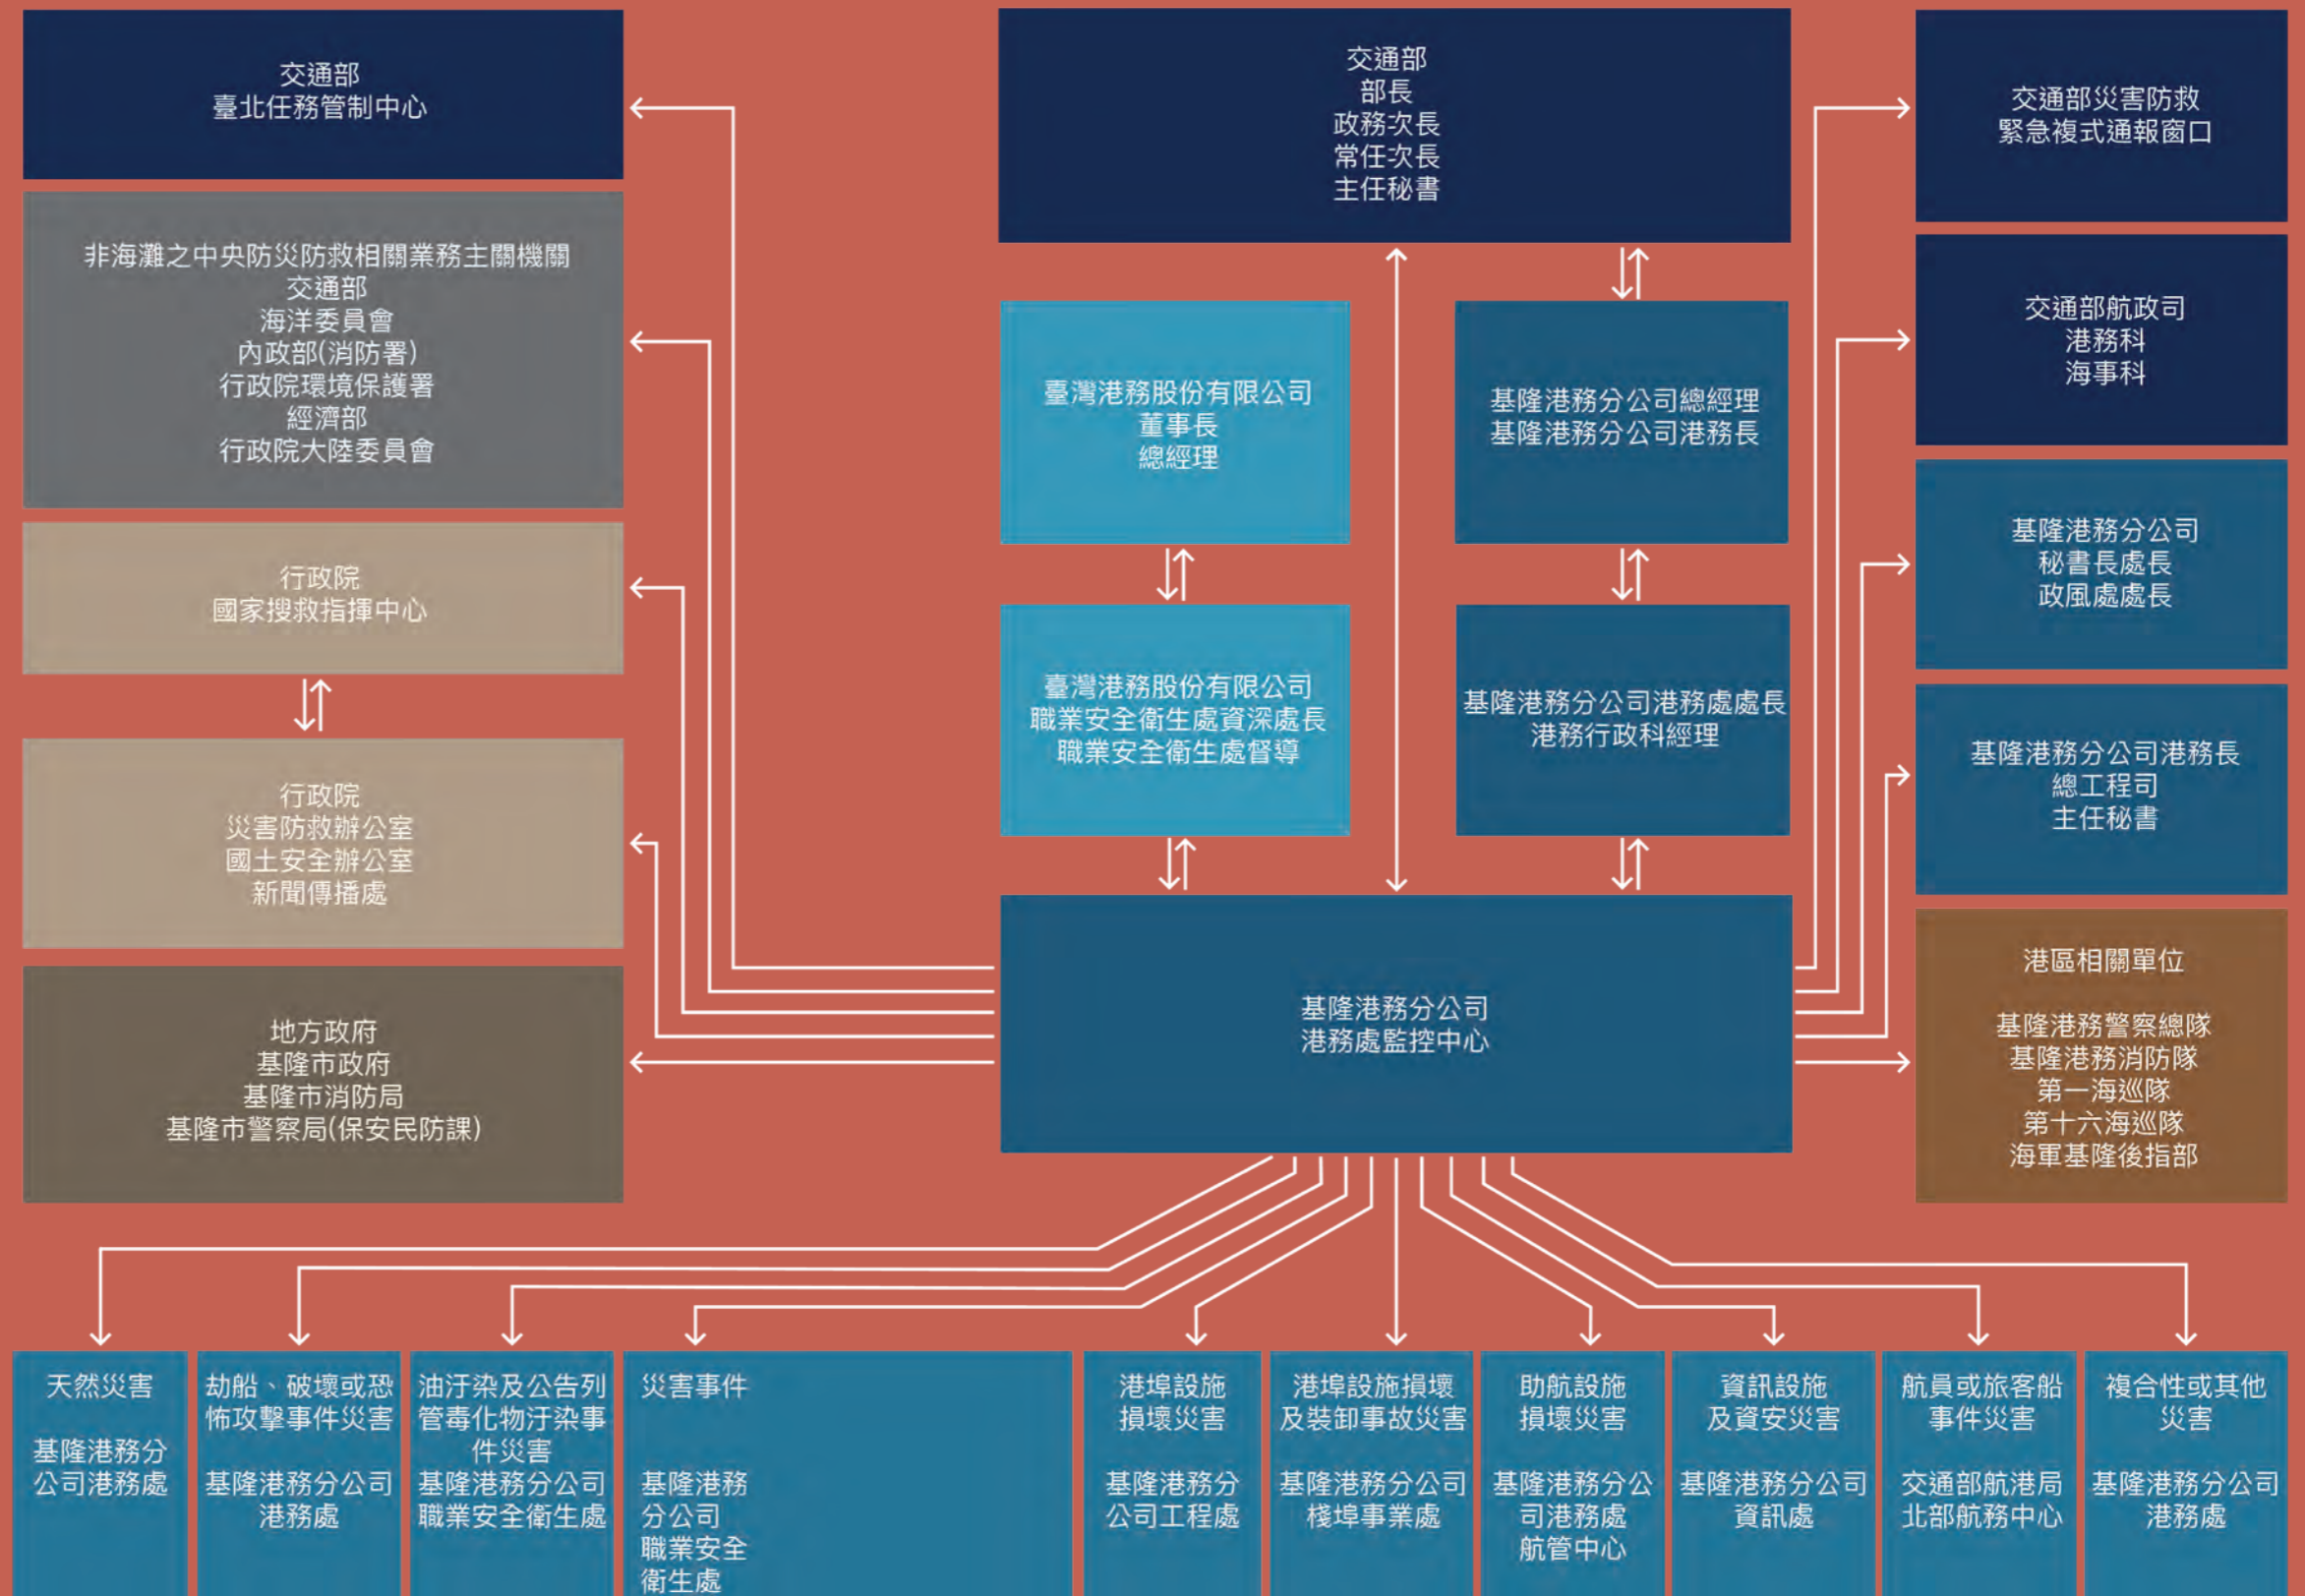 交通部
臺北任務管制中心
非海灘之中央防災防救相關業務主關機關
交通部
海洋委員會
內政部(消防署)
行政院環境保護署
經濟部
行政院大陸委員會
行政院
國家搜救指揮中心
行政院
災害防救辦公室
國土安全辦公室
新聞傳播處
地方政府
基隆市政府
基隆市消防局
基隆市警察局(保安民防課)
交通部
部長
政務次長
常任次長
主任秘書
臺灣港務股份有限公司
董事長
總經理
基隆港務分公司總經理
基隆港務分公司港務長
臺灣港務股份有限公司
職業安全衛生處資深處長
職業安全衛生處督導
基隆港務分公司港務處處長
港務行政科經理
基隆港務分公司
港務處監控中心
交通部災害防救
緊急複式通報窗口
交通部航政司
港務科
海事科
基隆港務分公司
秘書長處長
政風處處長
基隆港務分公司港務長
總工程司
主任秘書
港區相關單位
基隆港務警察總隊
基隆港務消防隊
第一海巡隊
第十六海巡隊
海軍基隆後指部
天然災害
基隆港務分
公司港務處
劫船、破壞或恐
怖攻擊事件災害
基隆港務分公司
港務處
油汙染及公告列
管毒化物汙染事
件災害
基隆港務分公司
職業安全衛生處
災害事件
基隆港務
分公司
職業安全
衛生處
港埠設施
損壞災害
基隆港務分
公司工程處
港埠設施損壞
及裝卸事故災害
基隆港務分公司
棧埠事業處
助航設施
損壞災害
基隆港務分公
司港務處
航管中心
資訊設施
及資安災害
基隆港務分公司
資訊處
航員或旅客船
事件災害
交通部航港局
北部航務中心
複合性或其他
災害
基隆港務分公司
港務處